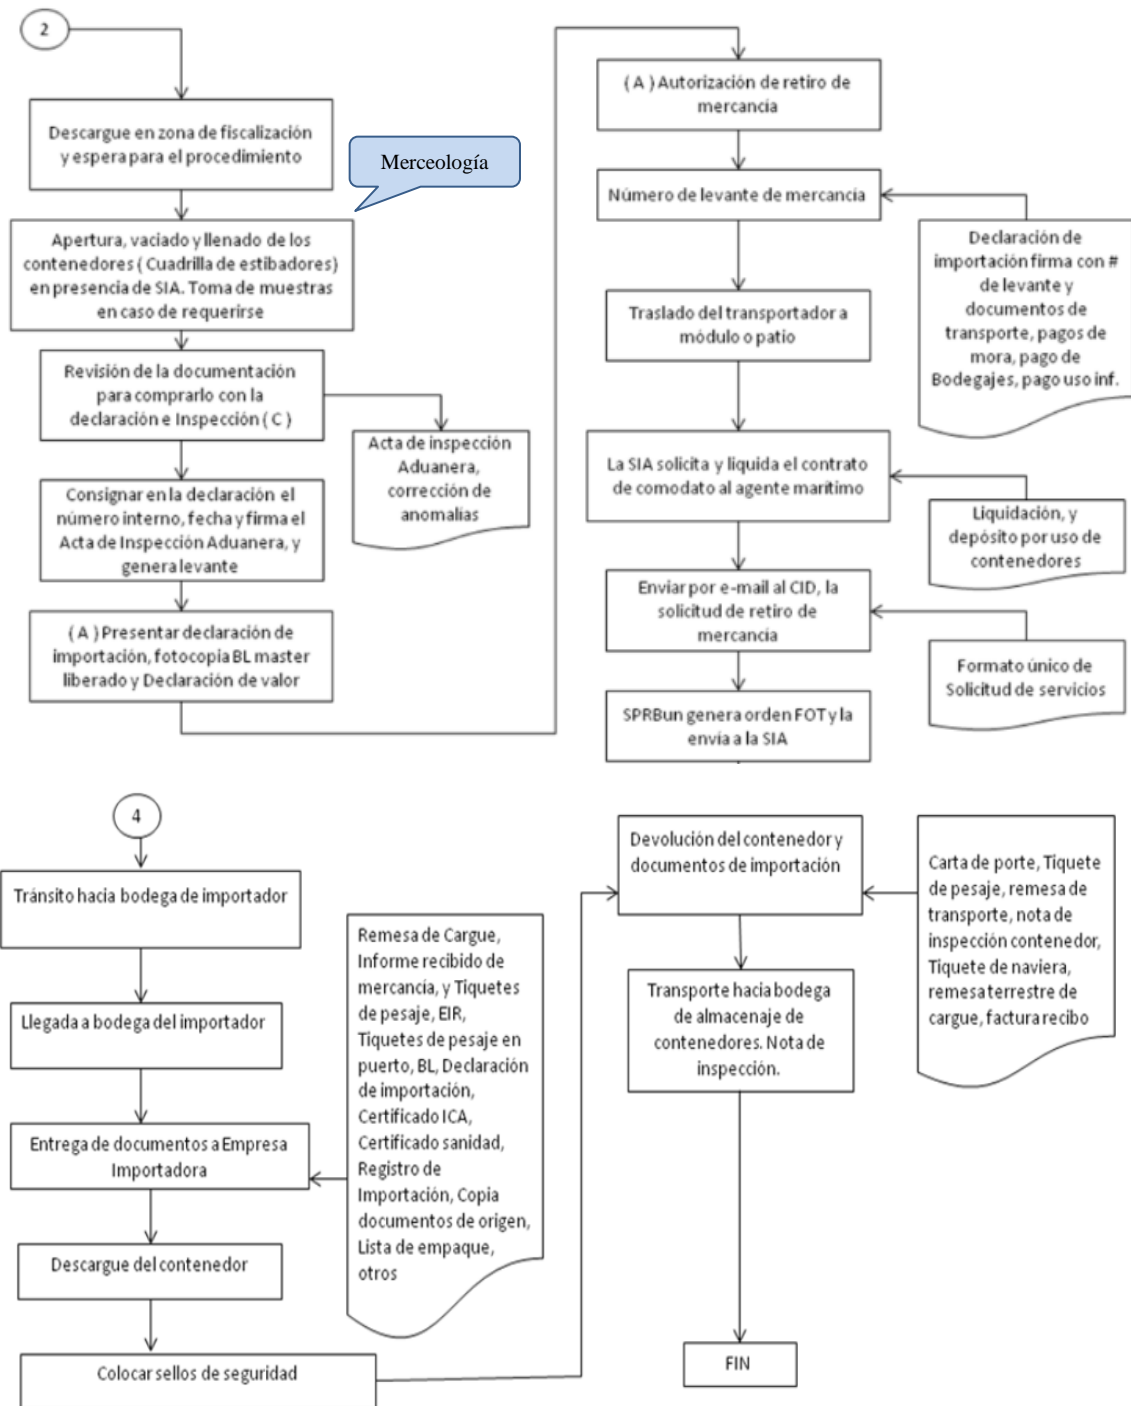 2
Descargue en zona de fiscalización
y espera para el procedimiento
Merceología
Apertura, vaciado y llenado de los
contenedores ( Cuadrilla de estibadores)
en presencia de SIA. Toma de muestras
en caso de requerirse
Revisión de la documentación
para comprarlo con la
declaración e Inspección ( C )
Acta de inspección
Aduanera,
corrección de
anomalías
Consignar en la declaración el
número interno, fecha y firma el
Acta de Inspección Aduanera, y
genera levante
( A ) Presentar declaración de
importación, fotocopia BL master
liberado y Declaración de valor
( A ) Autorización de retiro de
mercancía
Número de levante de mercancía
Declaración de
importación firma con #
de levante y
documentos de
transporte, pagos de
mora, pago de
Bodegajes, pago uso inf.
Traslado del transportador a
módulo o patio
La SIA solicita y liquida el contrato
de comodato al agente marítimo
Liquidación, y
depósito por uso de
contenedores
Enviar por e-mail al CID, la
solicitud de retiro de
mercancía
Formato único de
Solicitud de servicios
SPRBun genera orden FOT y la
envía a la SIA
4
Tránsito hacia bodega de importador
Llegada a bodega del importador
Entrega de documentos a Empresa
Importadora
Remesa de Cargue,
Informe recibido de
mercancía, y Tiquetes
de pesaje, EIR,
Tiquetes de pesaje en
puerto, BL, Declaración
de importación,
Certificado ICA,
Certificado sanidad,
Registro de
Importación, Copia
documentos de origen,
Lista de empaque,
otros
Descargue del contenedor
Colocar sellos de seguridad
Devolución del contenedor y
documentos de importación
Carta de porte, Tiquete
de pesaje, remesa de
transporte, nota de
inspección contenedor,
Tiquete de naviera,
remesa terrestre de
cargue, factura recibo
Transporte hacia bodega
de almacenaje de
contenedores. Nota de
inspección.
FIN